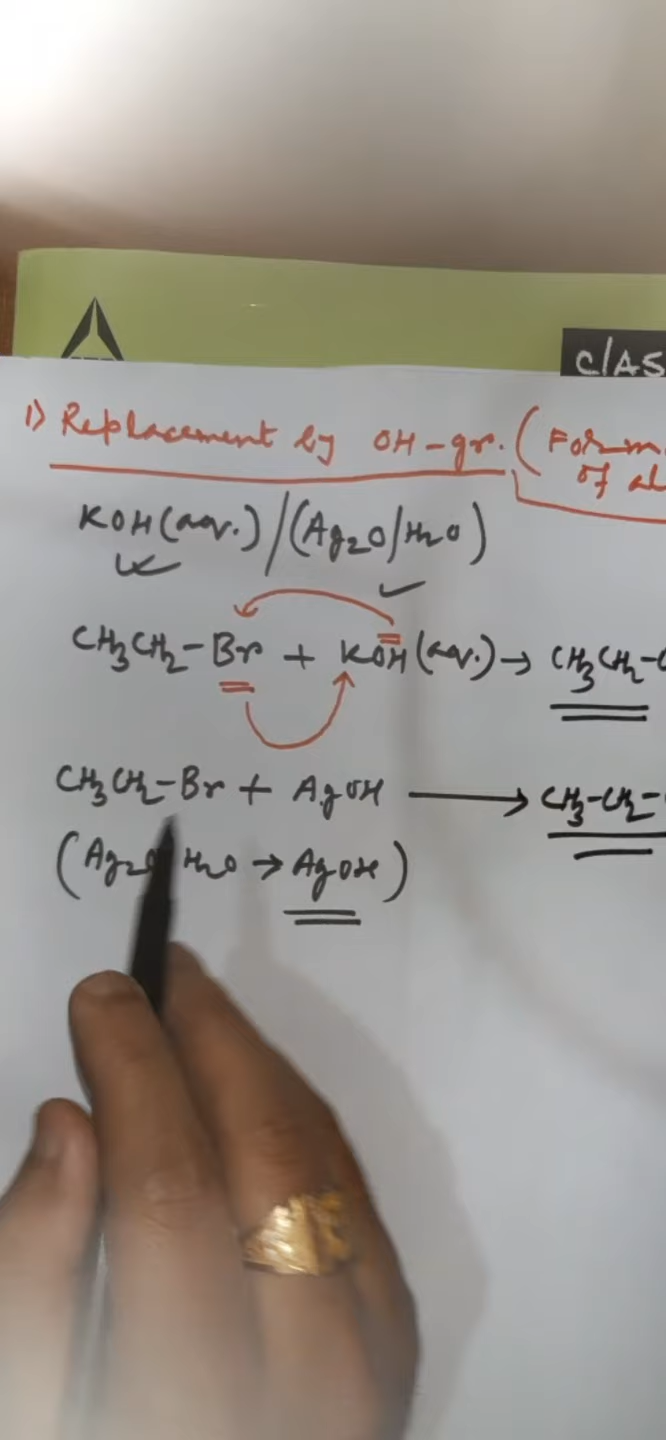 CLAS
1) Replacement by OH-gr. (Form
of al
KOH(aq.)/(Ag₂O/H₂O)
CH₃CH₂-Br + KOH(aq.)→ CH₃CH₂-
CH₃CH₂-Br + AgOH ⟶ CH₃-CH₂-
(Ag₂O H₂O → AgOH)